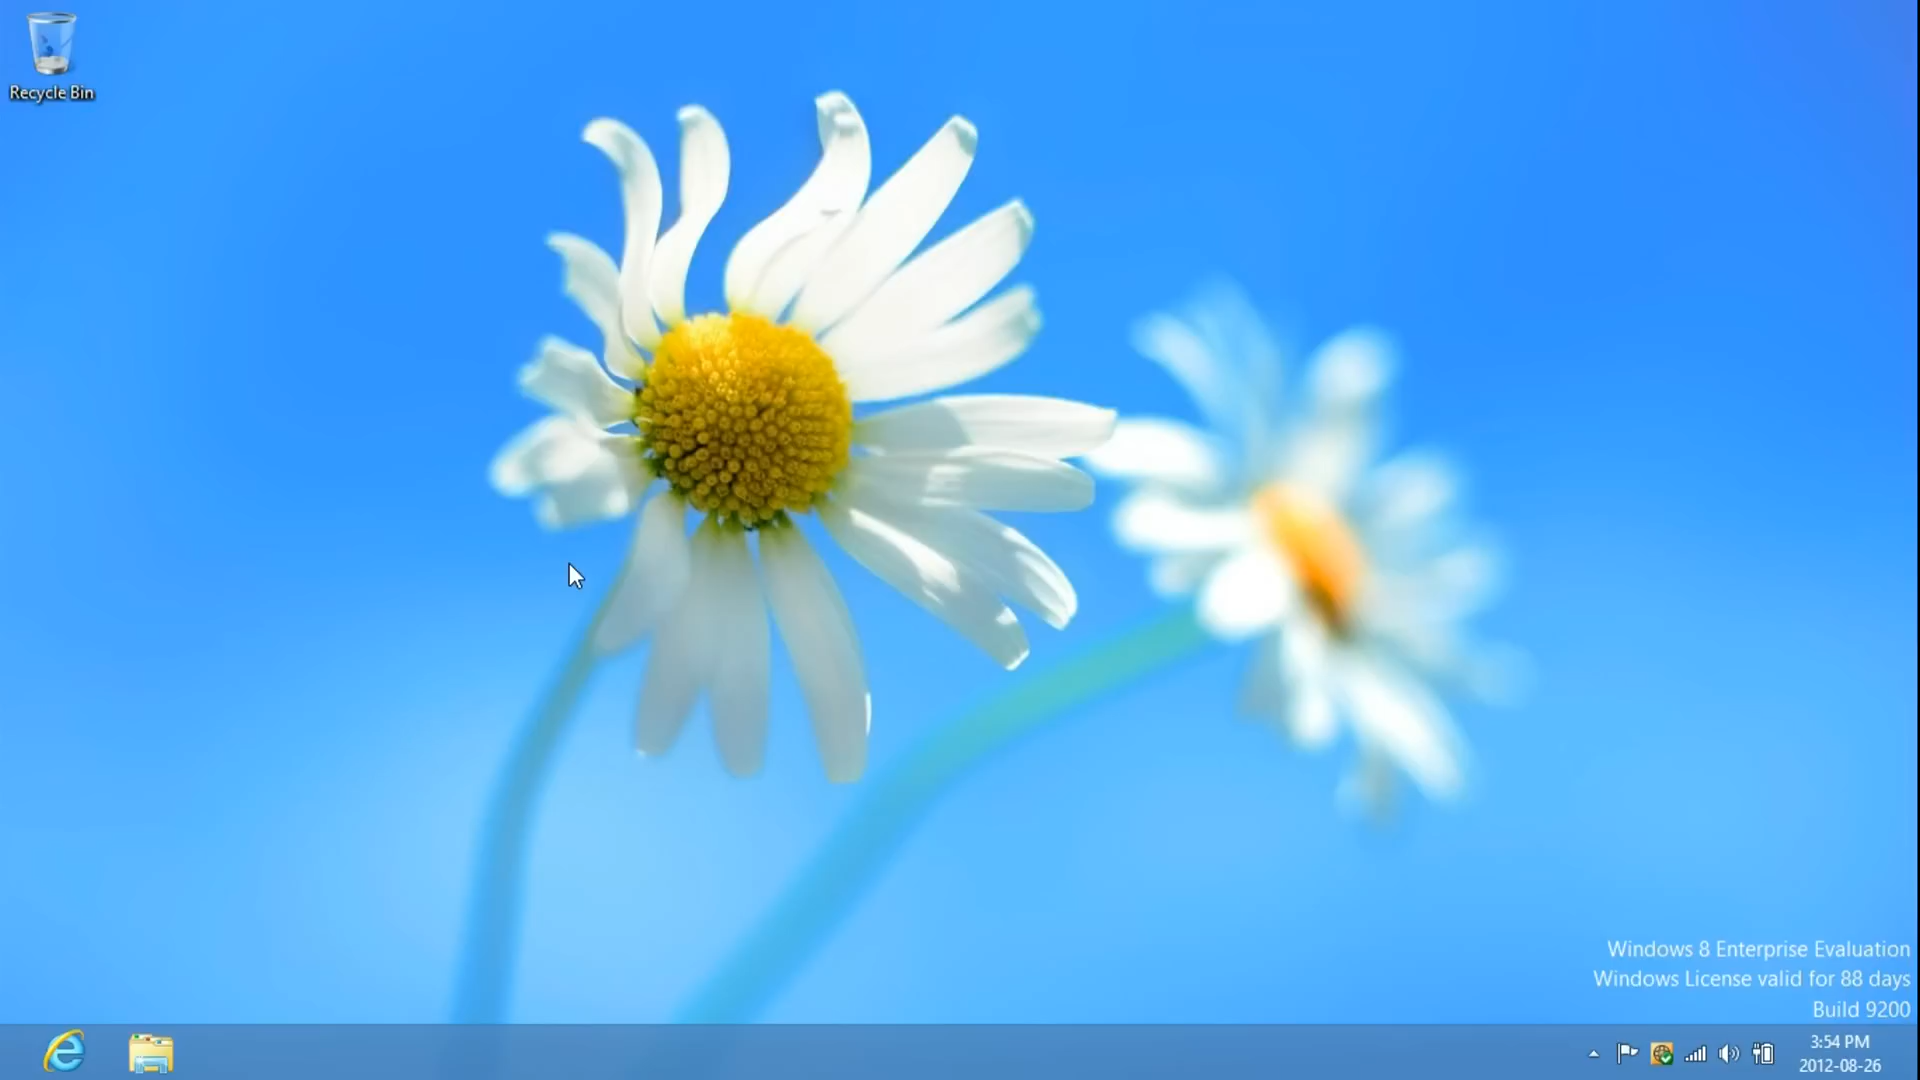 Recycle Bin
Windows 8 Enterprise Evaluation
Windows License valid for 88 days
Build 9200
3:54 PM
2012-08-26